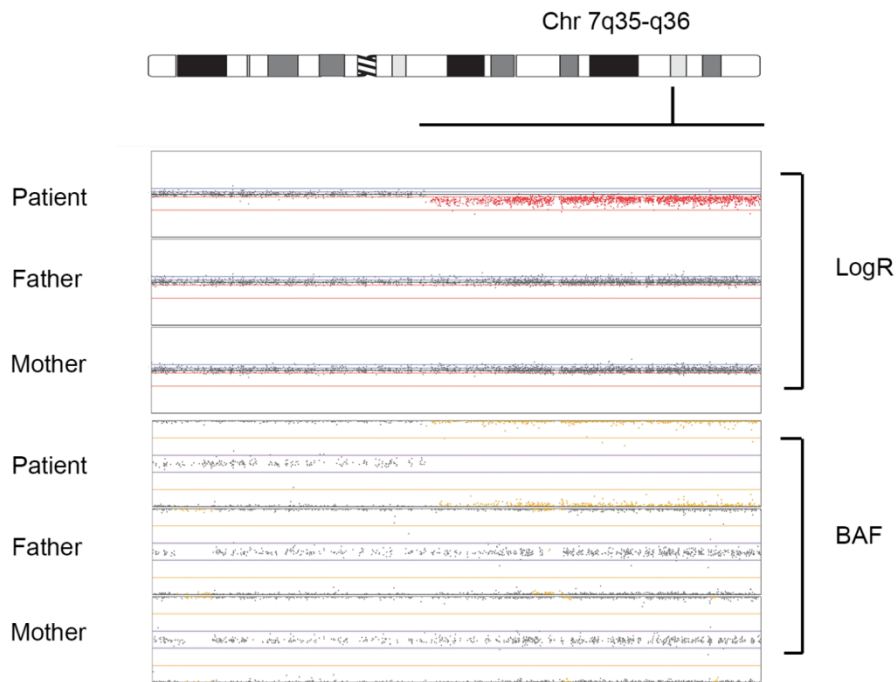 Chr 7q35-q36
Patient
Father
Mother
LogR
Patient
Father
Mother
BAF